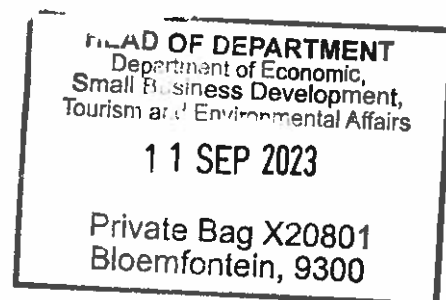 HEAD OF DEPARTMENT
Department of Economic,
Small Business Development,
Tourism and Environmental Affairs
11 SEP 2023
Private Bag X20801
Bloemfontein, 9300